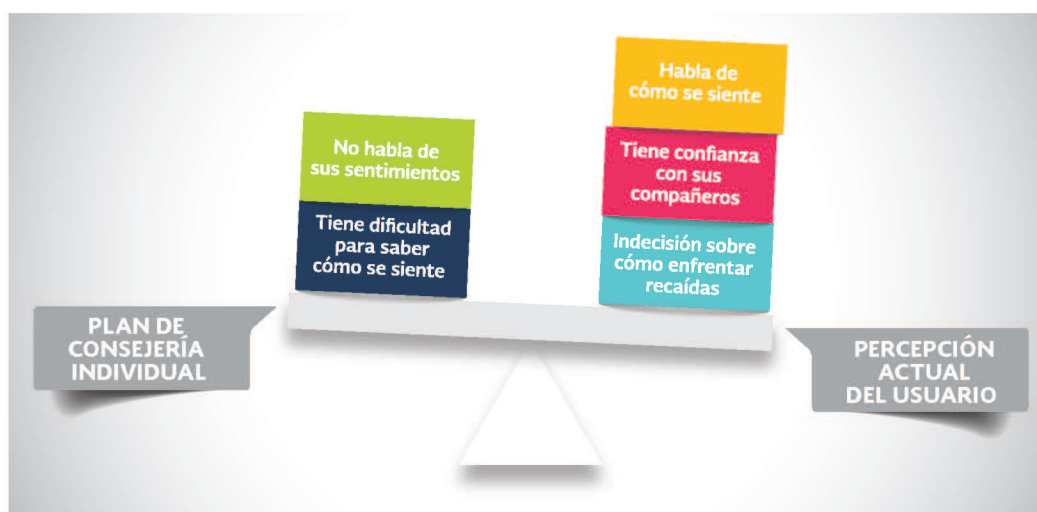 No habla de
sus sentimientos
Tiene dificultad
para saber
cómo se siente
Habla de
cómo se siente
Tiene confianza
con sus
compañeros
Indecisión sobre
cómo enfrentar
recaídas
PLAN DE
CONSEJERÍA
INDIVIDUAL
PERCEPCIÓN
ACTUAL
DEL USUARIO